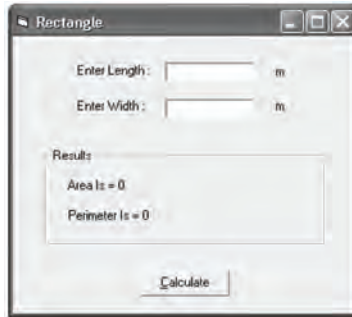 Rectangle
Enter Length : m
Enter Width : m
Results
Area Is = 0
Perimeter Is = 0
Calculate